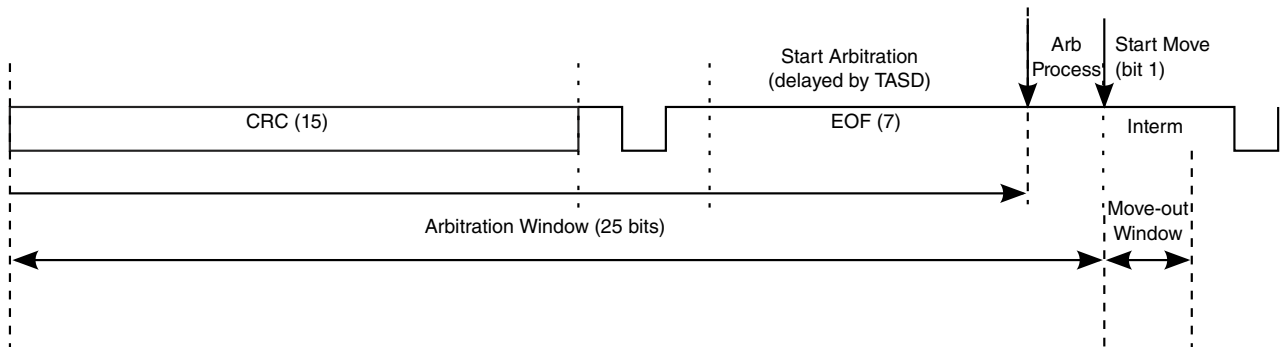 Start Arbitration
(delayed by TASD)
Arb
Process
Start Move
(bit 1)
CRC (15)
EOF (7)
Interm
Arbitration Window (25 bits)
Move-out
Window